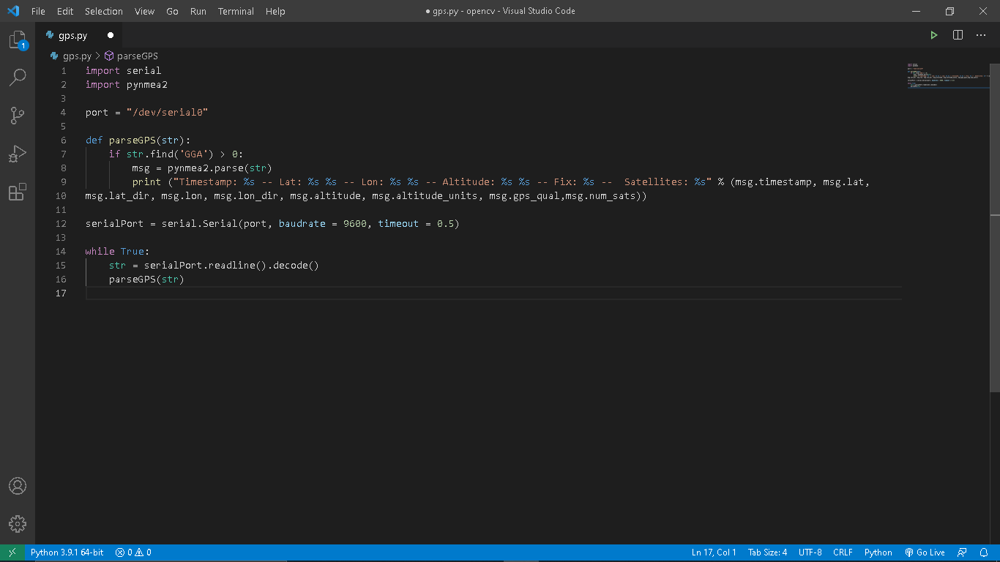 File Edit Selection View Go Run Terminal Help
● gps.py - opencv - Visual Studio Code
1
gps.py ●
gps.py > parseGPS
1 import serial
2 import pynmea2
3
4 port = "/dev/serial0"
5
6 def parseGPS(str):
7     if str.find('GGA') > 0:
8         msg = pynmea2.parse(str)
9         print ("Timestamp: %s -- Lat: %s %s -- Lon: %s %s -- Altitude: %s %s -- Fix: %s --  Satellites: %s" % (msg.timestamp, msg.lat,
10 msg.lat_dir, msg.lon, msg.lon_dir, msg.altitude, msg.altitude_units, msg.gps_qual,msg.num_sats))
11
12 serialPort = serial.Serial(port, baudrate = 9600, timeout = 0.5)
13
14 while True:
15     str = serialPort.readline().decode()
16     parseGPS(str)
17
Python 3.9.1 64-bit 0 0 Ln 17, Col 1 Tab Size: 4 UTF-8 CRLF Python Go Live